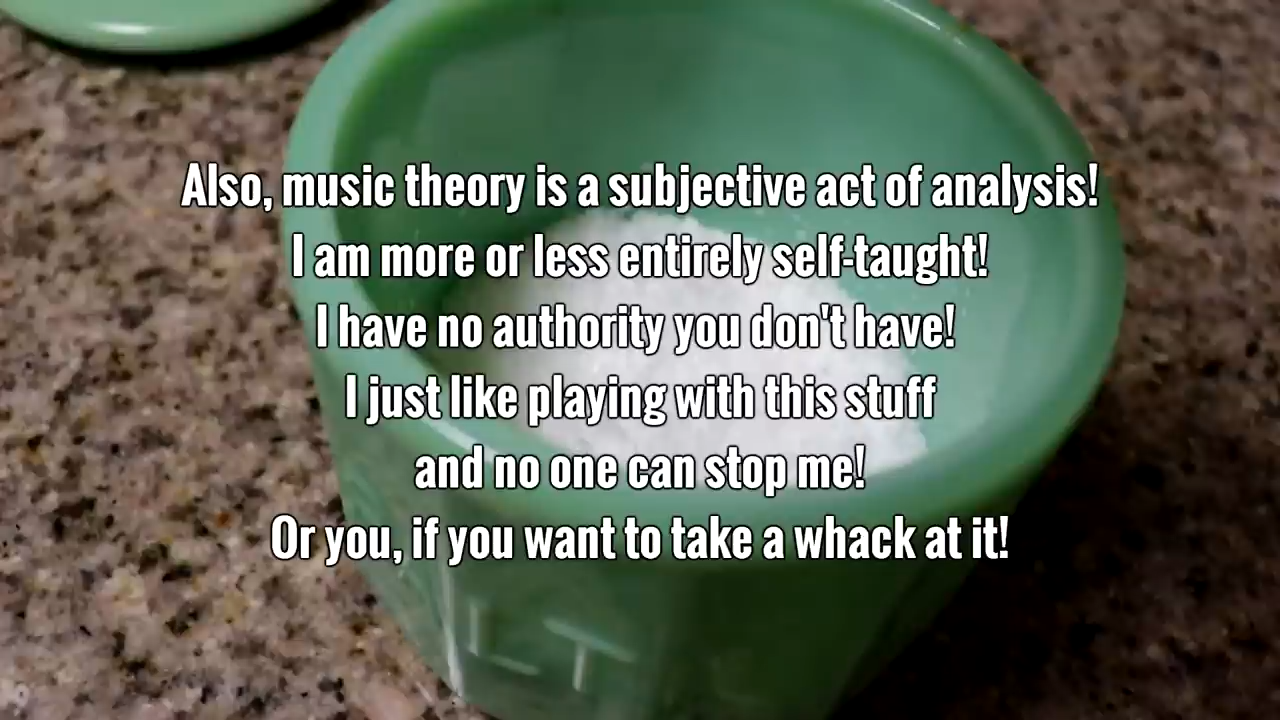 Also, music theory is a subjective act of analysis!
I am more or less entirely self-taught!
I have no authority you don't have!
I just like playing with this stuff
and no one can stop me!
Or you, if you want to take a whack at it!